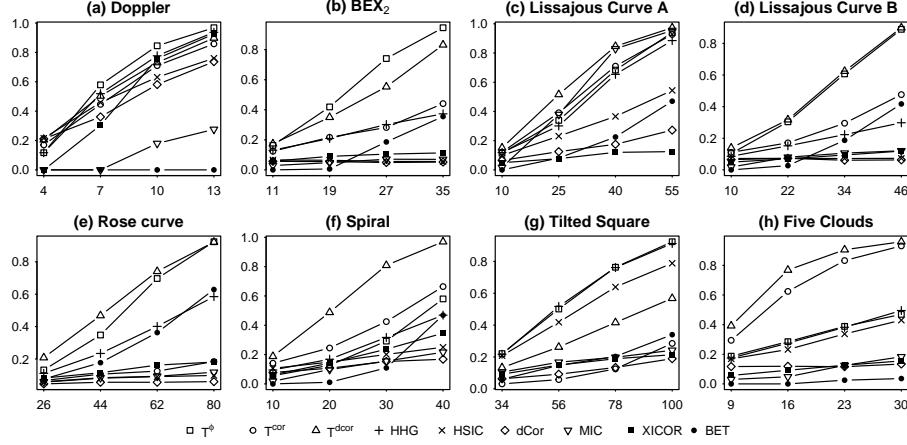 (a) Doppler
(b) BEX₂
(c) Lissajous Curve A
(d) Lissajous Curve B
1.0
0.8
0.6
0.4
0.2
0.0
4 7 10 13
0.8
0.6
0.4
0.2
0.0
11 19 27 35
1.0
0.8
0.6
0.4
0.2
0.0
10 25 40 55
0.8
0.6
0.4
0.2
0.0
10 22 34 46
(e) Rose curve
(f) Spiral
(g) Tilted Square
(h) Five Clouds
0.8
0.6
0.4
0.2
26 44 62 80
1.0
0.8
0.6
0.4
0.2
0.0
10 20 30 40
0.8
0.6
0.4
0.2
0.0
34 56 78 100
1.0
0.8
0.6
0.4
0.2
0.0
9 16 23 30
T^ϕ T^cor T^dcor HHG HSIC dCor MIC XICOR BET